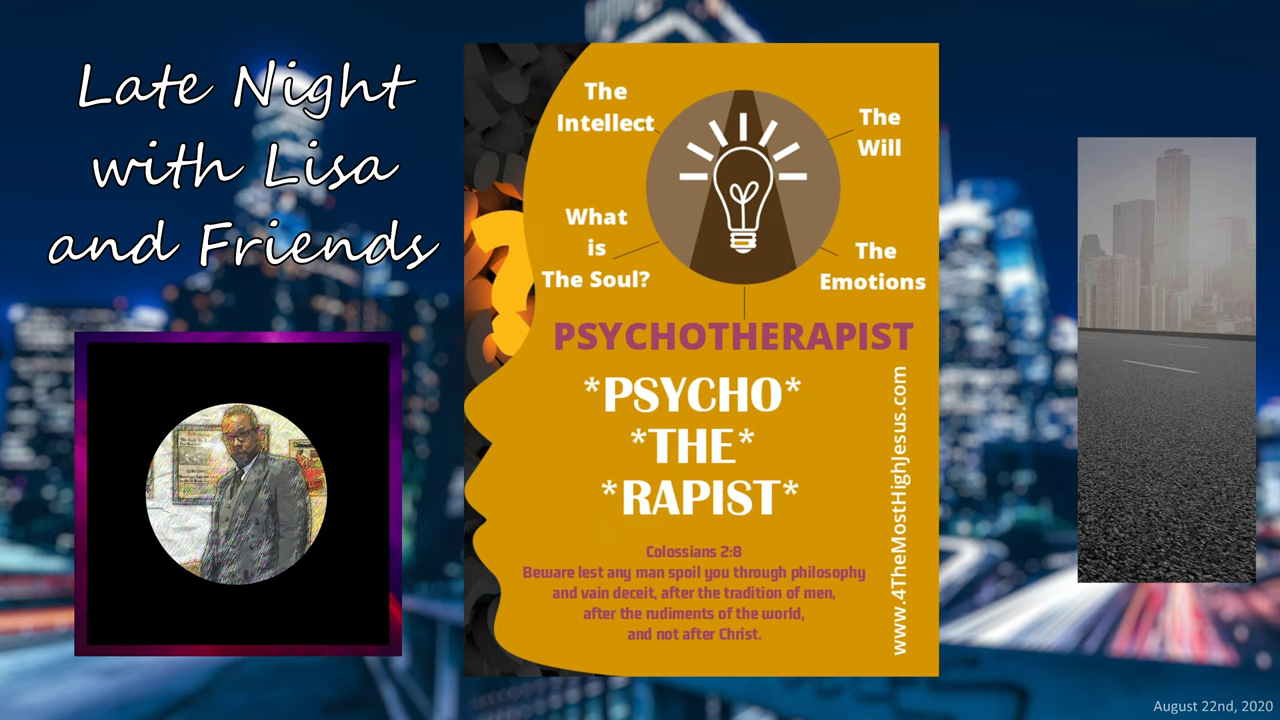 Late Night
with Lisa
and Friends
The
Intellect
The
Will
What
is
The Soul?
The
Emotions
PSYCHOTHERAPIST
*PSYCHO*
*THE*
*RAPIST*
Colossians 2:8
Beware lest any man spoil you through philosophy
and vain deceit, after the tradition of men,
after the rudiments of the world,
and not after Christ.
www.4TheMostHighJesus.com
August 22nd, 2020